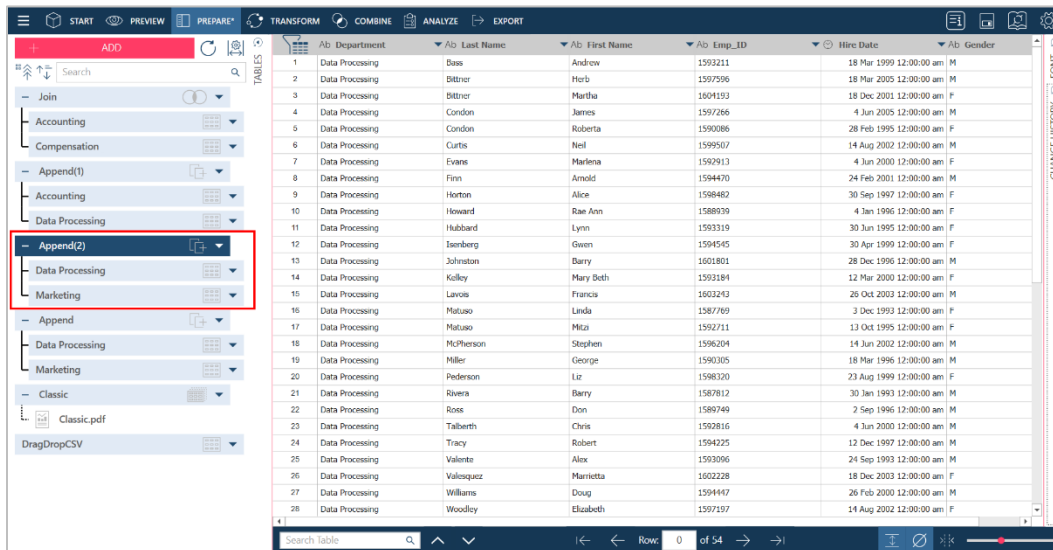 START PREVIEW PREPARE* TRANSFORM COMBINE ANALYZE EXPORT
+ ADD
Search
TABLES
− Join
Accounting
Compensation
− Append(1)
Accounting
Data Processing
− Append(2)
Data Processing
Marketing
− Append
Data Processing
Marketing
− Classic
Classic.pdf
DragDropCSV
Ab Department Ab Last Name Ab First Name Ab Emp_ID Hire Date Ab Gender
1 Data Processing Bass Andrew 1593211 18 Mar 1999 12:00:00 am M
2 Data Processing Bittner Herb 1597596 18 Mar 2005 12:00:00 am M
3 Data Processing Bittner Martha 1604193 18 Dec 2001 12:00:00 am F
4 Data Processing Condon James 1597266 4 Jun 2005 12:00:00 am M
5 Data Processing Condon Roberta 1590086 28 Feb 1995 12:00:00 am F
6 Data Processing Curtis Neil 1599507 14 Aug 2002 12:00:00 am M
7 Data Processing Evans Marlena 1592913 4 Jun 2000 12:00:00 am F
8 Data Processing Finn Arnold 1594470 24 Feb 2001 12:00:00 am M
9 Data Processing Horton Alice 1598482 30 Sep 1997 12:00:00 am F
10 Data Processing Howard Rae Ann 1588939 4 Jan 1996 12:00:00 am F
11 Data Processing Hubbard Lynn 1593319 30 Jun 1995 12:00:00 am F
12 Data Processing Isenberg Gwen 1594545 30 Apr 1999 12:00:00 am F
13 Data Processing Johnston Barry 1601801 28 Dec 1996 12:00:00 am M
14 Data Processing Kelley Mary Beth 1593184 12 Mar 2000 12:00:00 am F
15 Data Processing Lavois Francis 1603243 26 Oct 2003 12:00:00 am M
16 Data Processing Matuso Linda 1587769 3 Dec 1993 12:00:00 am F
17 Data Processing Matuso Mitzi 1592711 13 Oct 1995 12:00:00 am F
18 Data Processing McPherson Stephen 1596204 14 Jun 2002 12:00:00 am M
19 Data Processing Miller George 1590305 18 Mar 1996 12:00:00 am M
20 Data Processing Pederson Liz 1598320 23 Aug 1999 12:00:00 am F
21 Data Processing Rivera Barry 1587812 30 Jan 1993 12:00:00 am M
22 Data Processing Ross Don 1589749 2 Sep 1996 12:00:00 am M
23 Data Processing Talberth Chris 1592816 4 Jun 2000 12:00:00 am M
24 Data Processing Tracy Robert 1594225 12 Dec 1997 12:00:00 am M
25 Data Processing Valente Alex 1593096 24 Sep 1993 12:00:00 am M
26 Data Processing Valesquez Marrietta 1602228 18 Dec 2003 12:00:00 am F
27 Data Processing Williams Doug 1594447 26 Feb 2000 12:00:00 am M
28 Data Processing Woodley Elizabeth 1597197 14 Aug 2002 12:00:00 am F
Search Table Row: 0 of 54
FONT
CHANGE HISTORY